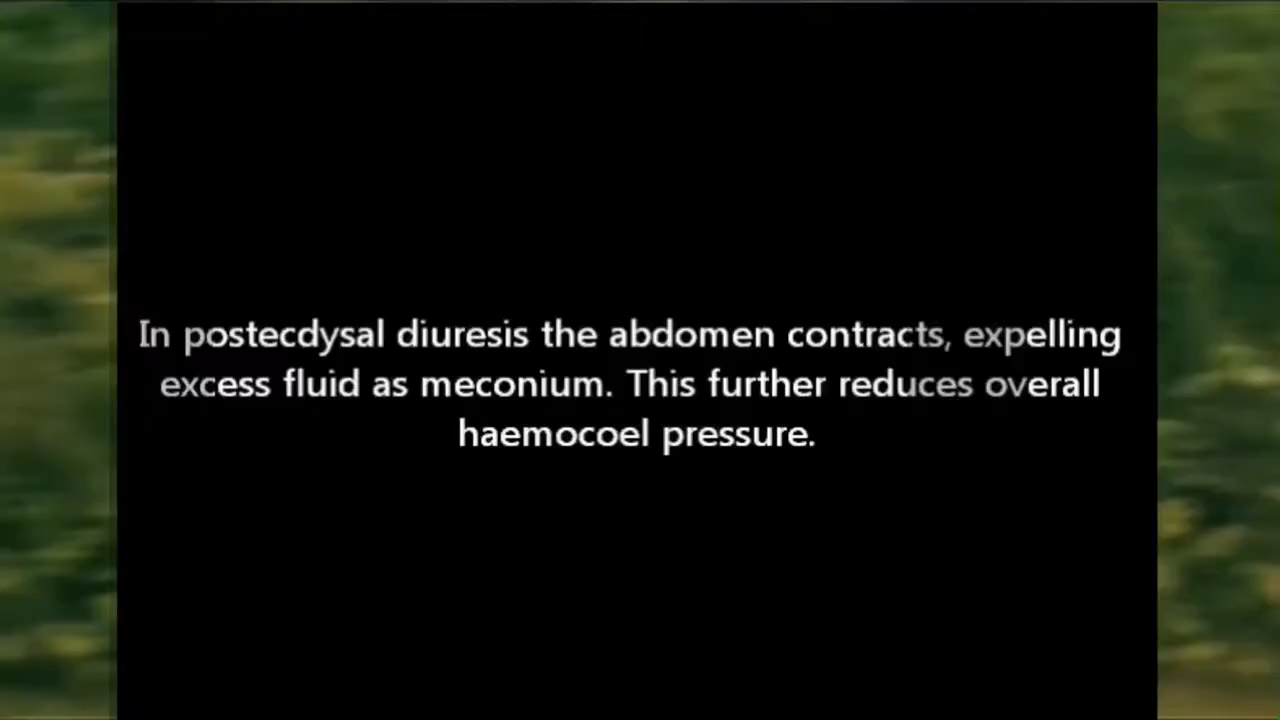 In postecdysal diuresis the abdomen contracts, expelling
excess fluid as meconium. This further reduces overall
haemocoel pressure.